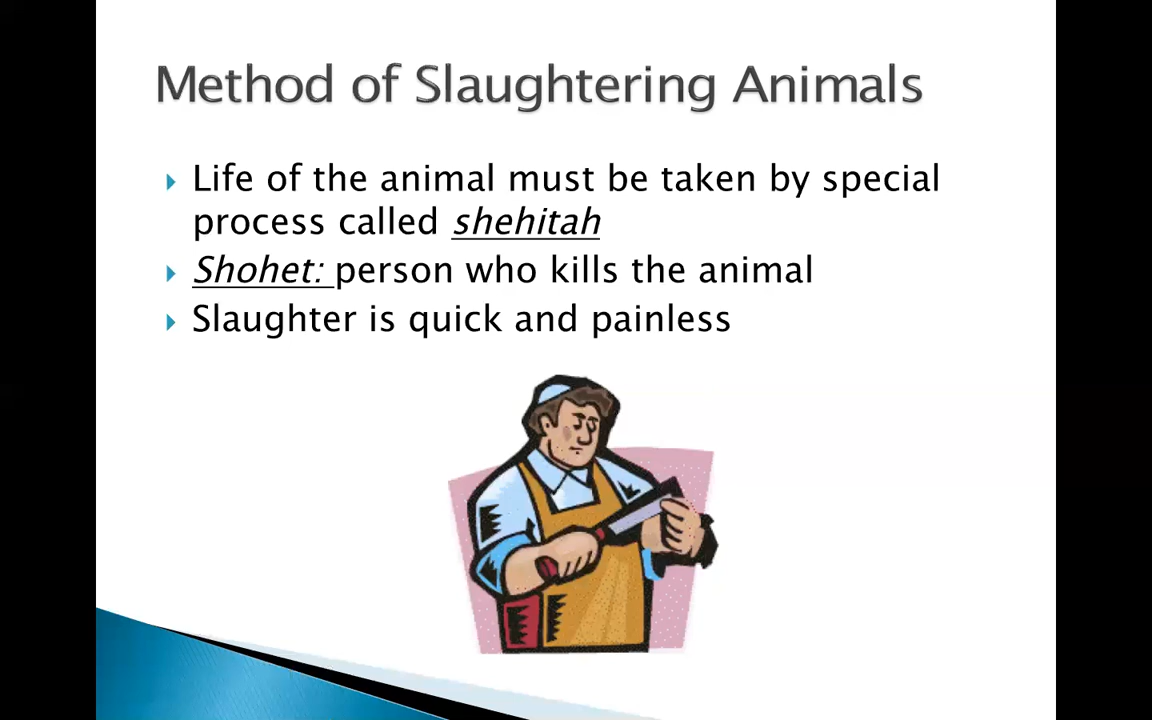 Method of Slaughtering Animals
Life of the animal must be taken by special
process called shehitah
Shohet: person who kills the animal
Slaughter is quick and painless